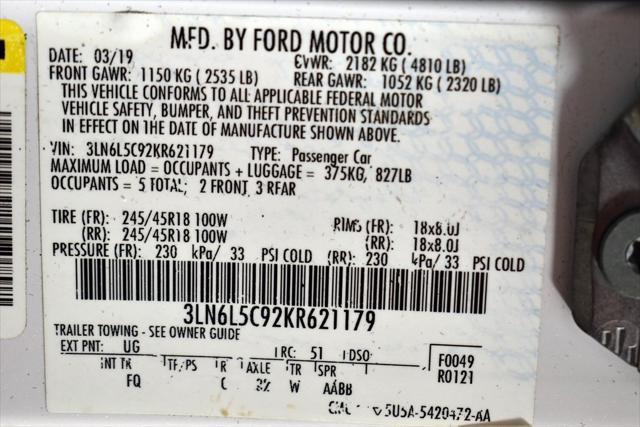 MFD. BY FORD MOTOR CO.
DATE: 03/19 GVWR: 2182 KG ( 4810 LB)
FRONT GAWR: 1150 KG ( 2535 LB) REAR GAWR: 1052 KG ( 2320 LB)
THIS VEHICLE CONFORMS TO ALL APPLICABLE FEDERAL MOTOR
VEHICLE SAFETY, BUMPER, AND THEFT PREVENTION STANDARDS
IN EFFECT ON THE DATE OF MANUFACTURE SHOWN ABOVE.
VIN: 3LN6L5C92KR621179 TYPE: Passenger Car
MAXIMUM LOAD = OCCUPANTS + LUGGAGE = 375KG, 827LB
OCCUPANTS = 5 TOTAL; 2 FRONT, 3 REAR
TIRE (FR): 245/45R18 100W RIMS (FR): 18x8.0J
(RR): 245/45R18 100W (RR): 18x8.0J
PRESSURE (FR): 230 kPa/ 33 PSI COLD (RR): 230 kPa/ 33 PSI COLD
3LN6L5C92KR621179
TRAILER TOWING - SEE OWNER GUIDE
EXT PNT: UG RC: 51 DSO: F0049
INT TR TP/PS R AXLE TR SPR R0121
FQ W AABB
5U5A-5420472-AA